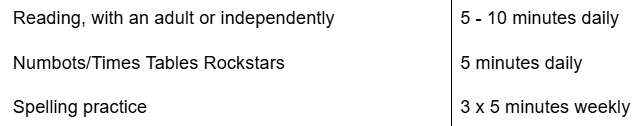 Reading, with an adult or independently 5 - 10 minutes daily
Numbots/Times Tables Rockstars 5 minutes daily
Spelling practice 3 x 5 minutes weekly